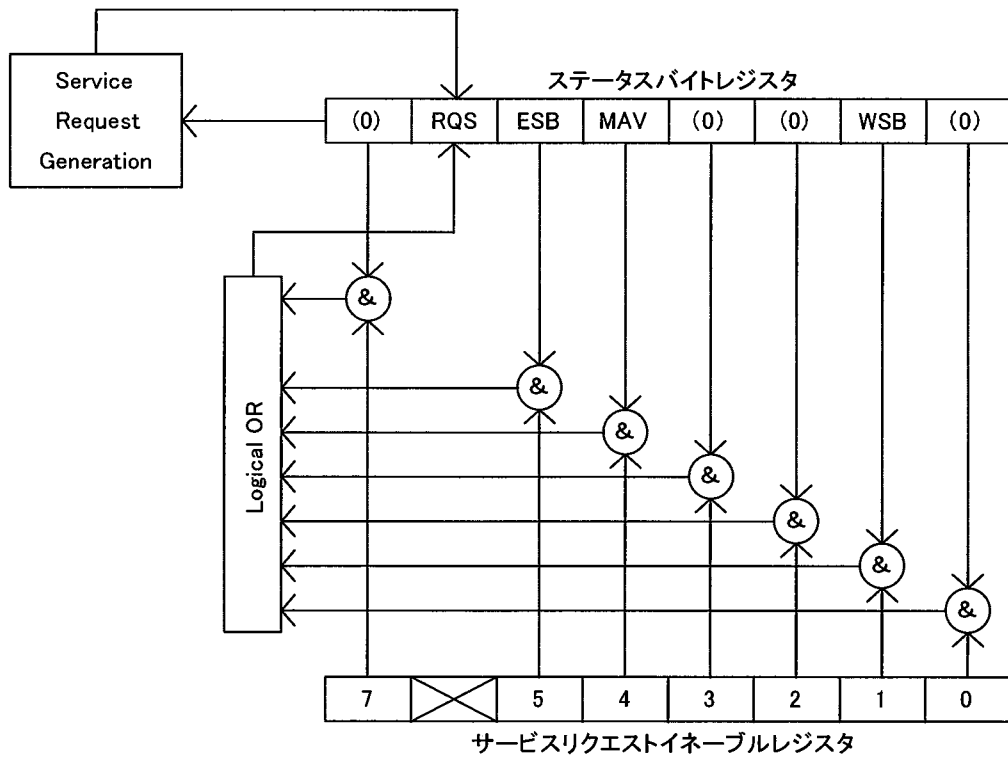 Service
Request
Generation
ステータスバイトレジスタ
(0) RQS ESB MAV (0) (0) WSB (0)
&
&
&
&
&
&
&
Logical OR
7 5 4 3 2 1 0
サービスリクエストイネーブルレジスタ